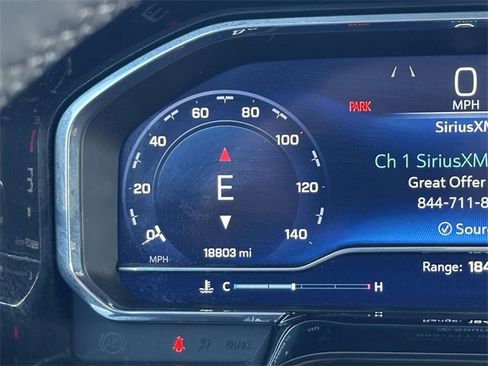 0
MPH
PARK
SiriusXM
Ch 1 SiriusXM
Great Offer
844-711-8
Sourc
Range: 184
0 20 40 60 80 100 120 140
MPH
E
18803 mi
C H
BRAKE